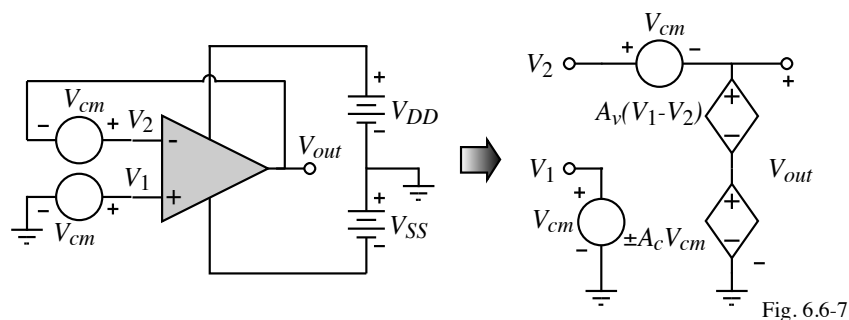 V_cm
V_2
V_1
V_cm
V_out
V_DD
V_SS
V_cm
V_2
A_v(V_1-V_2)
V_1
V_cm
±A_cV_cm
V_out
Fig. 6.6-7